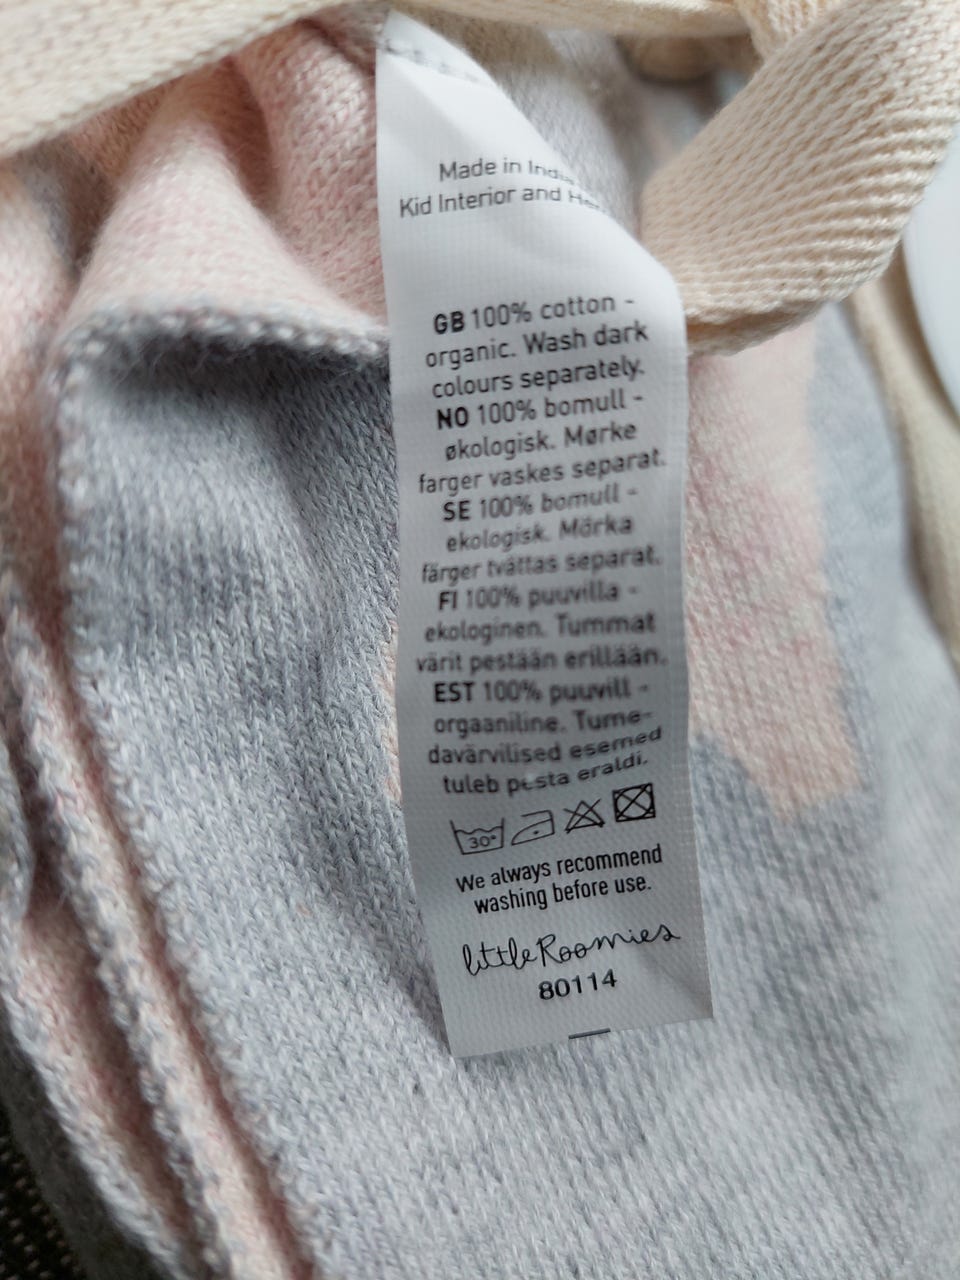 Made in India
Kid Interior and
GB 100% cotton -
organic. Wash dark
colours separately.
NO 100% bomull -
økologisk. Mørke
farger vaskes separat.
SE 100% bomull -
ekologisk. Mörka
färger tvättas separat.
FI 100% puuvilla -
ekologinen. Tummat
värit pestään erillään.
EST 100% puuvill -
orgaaniline. Tume-
davärvilised esemed
tuleb pesta eraldi.
30°
We always recommend
washing before use.
littleRoomies
80114